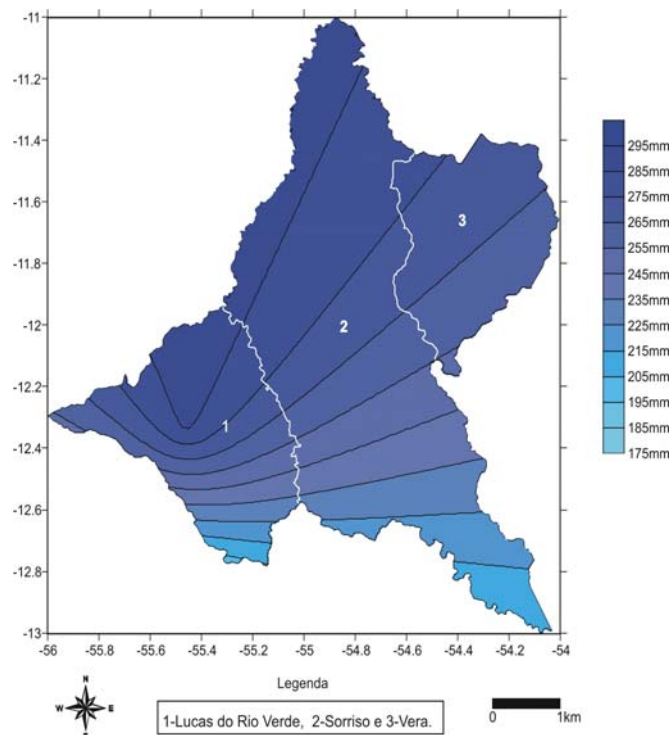 -11
-11.2
-11.4
-11.6
-11.8
-12
-12.2
-12.4
-12.6
-12.8
-13
3
2
1
-56 -55.8 -55.6 -55.4 -55.2 -55 -54.8 -54.6 -54.4 -54.2 -54
295mm
285mm
275mm
265mm
255mm
245mm
235mm
215mm
205mm
195mm
185mm
175mm
Legenda
N
W E
1-Lucas do Rio Verde, 2-Sorriso e 3-Vera.
0 1km